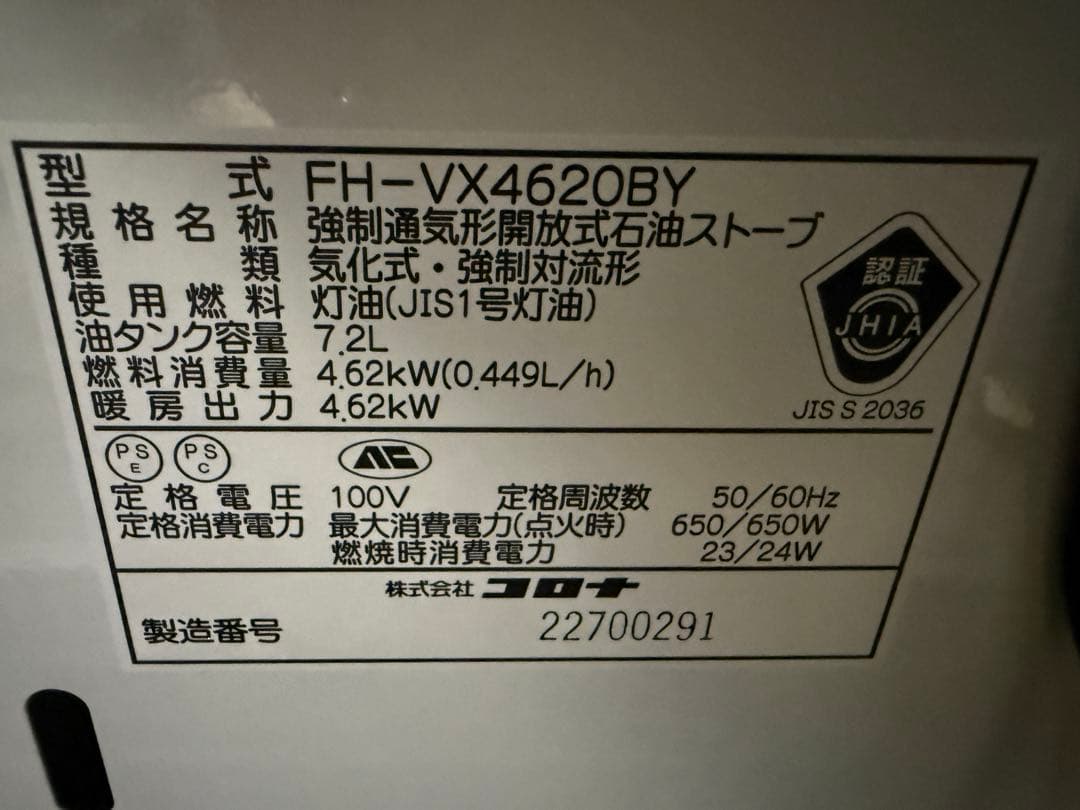 型式 FH-VX4620BY
規格名称 強制通気形開放式石油ストーブ
種類 気化式・強制対流形
使用燃料 灯油(JIS1号灯油)
油タンク容量 7.2L
燃料消費量 4.62kW(0.449L/h)
暖房出力 4.62kW
認証
JHIA
JIS S 2036
PS E PS C
定格電圧 100V 定格周波数 50/60Hz
定格消費電力 最大消費電力(点火時) 650/650W
燃焼時消費電力 23/24W
株式会社 コロナ
製造番号 22700291